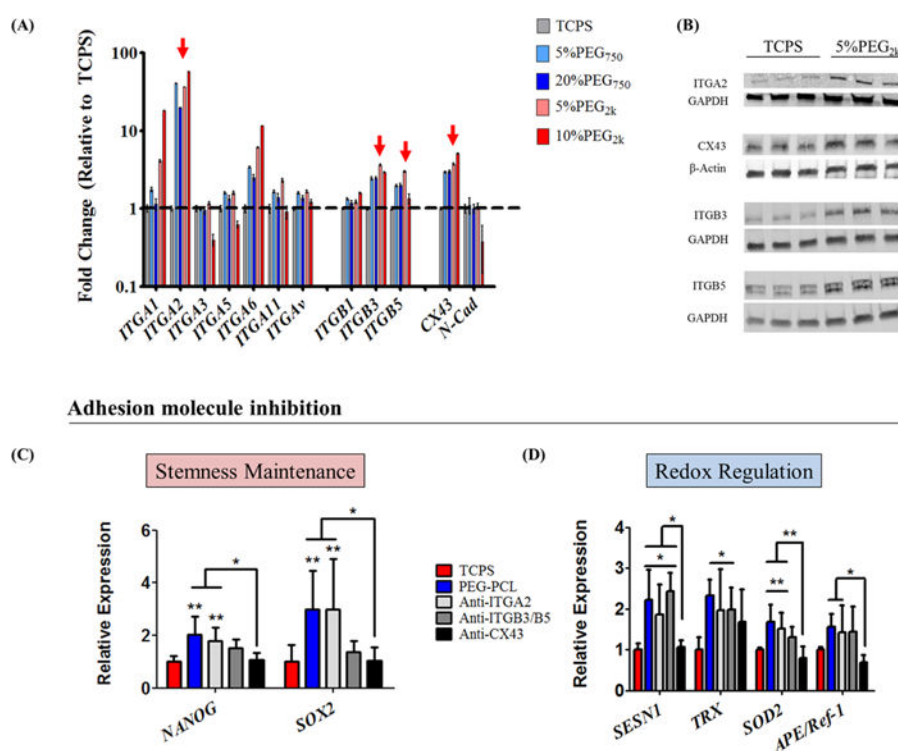 (A)
Fold Change (Relative to TCPS)
100
10
1
0.1
ITGA1
ITGA2
ITGA3
ITGA5
ITGA6
ITGA11
ITGAv
ITGB1
ITGB3
ITGB5
CX43
N-Cad
TCPS
5%PEG750
20%PEG750
5%PEG2k
10%PEG2k
(B)
TCPS 5%PEG2k
ITGA2
GAPDH
CX43
β-Actin
ITGB3
GAPDH
ITGB5
GAPDH
Adhesion molecule inhibition
(C)
Stemness Maintenance
Relative Expression
6
4
2
0
** ** *
** ** *
NANOG
SOX2
TCPS
PEG-PCL
Anti-ITGA2
Anti-ITGB3/B5
Anti-CX43
(D)
Redox Regulation
Relative Expression
4
2
1
0
* *
*
** **
*
SESN1
TRX
SOD2
APE/Ref-1